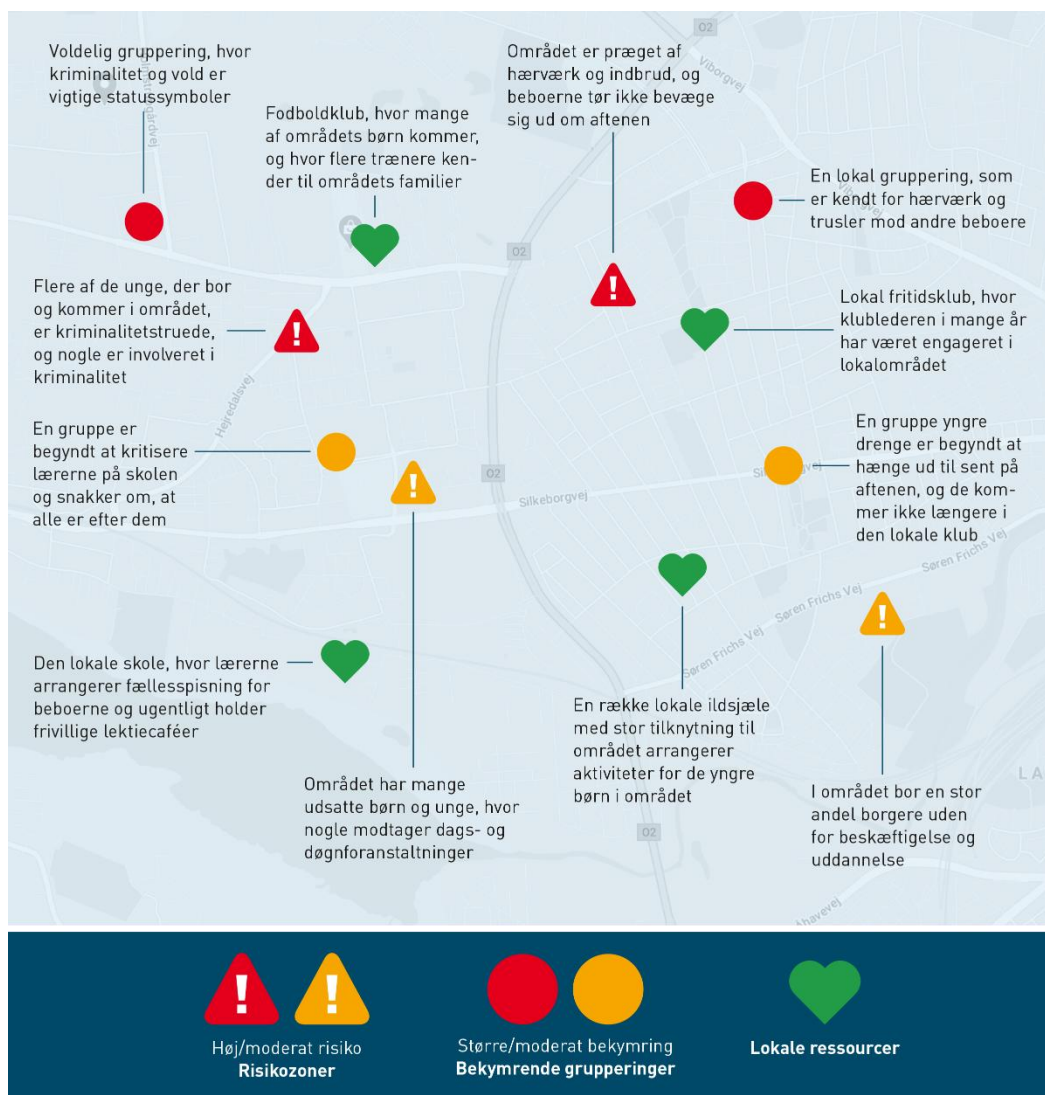 Voldelig gruppering, hvor
kriminalitet og vold er
vigtige statussymboler
Fodboldklub, hvor mange
af områdets børn kommer,
og hvor flere trænere ken-
der til områdets familier
Området er præget af
hærværk og indbrud, og
beboerne tør ikke bevæge
sig ud om aftenen
O2
Viborgvej
En lokal gruppering, som
er kendt for hærværk og
trusler mod andre beboere
Viborgvej
O2
Flere af de unge, der bor
og kommer i området,
er kriminalitetstruede,
og nogle er involveret i
kriminalitet
Hejredalsvej
Lokal fritidsklub, hvor
klublederen i mange år
har været engageret i
lokalområdet
En gruppe er
begyndt at kritisere
lærerne på skolen
og snakker om, at
alle er efter dem
O2
Silkeborgvej
En gruppe yngre
drenge er begyndt at
hænge ud til sent på
aftenen, og de kom-
mer ikke længere i
den lokale klub
Søren Frichs Vej
Søren Frichs Vej
Søren Frichs Vej
Den lokale skole, hvor lærerne
arrangerer fællesspisning for
beboerne og ugentligt holder
frivillige lektiecaféer
En række lokale ildsjæle
med stor tilknytning til
området arrangerer
aktiviteter for de yngre
børn i området
Området har mange
udsatte børn og unge, hvor
nogle modtager dags- og
døgnforanstaltninger
I området bor en stor
andel borgere uden
for beskæftigelse og
uddannelse
O2
Høj/moderat risiko
Risikozoner
Større/moderat bekymring
Bekymrende grupperinger
Lokale ressourcer